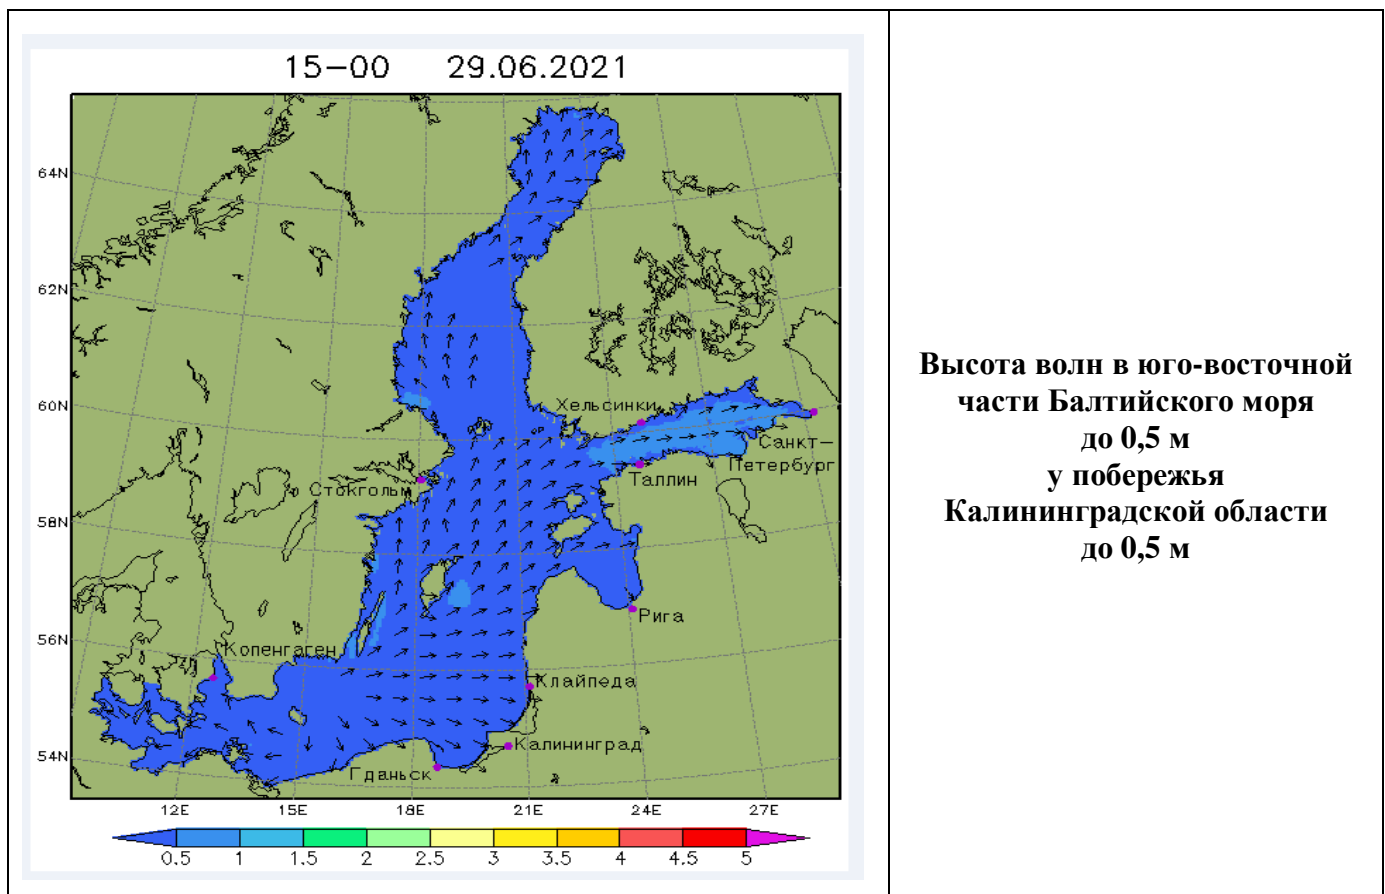 15-00 29.06.2021
64N
62N
60N
58N
56N
54N
Хельсинки
Санкт-
Петербург
Таллин
Стокгольм
Рига
Копенгаген
Клайпеда
Калининград
Гданьск
12E 15E 18E 21E 24E 27E
0.5 1 1.5 2 2.5 3 3.5 4 4.5 5
Высота волн в юго-восточной
части Балтийского моря
до 0,5 м
у побережья
Калининградской области
до 0,5 м